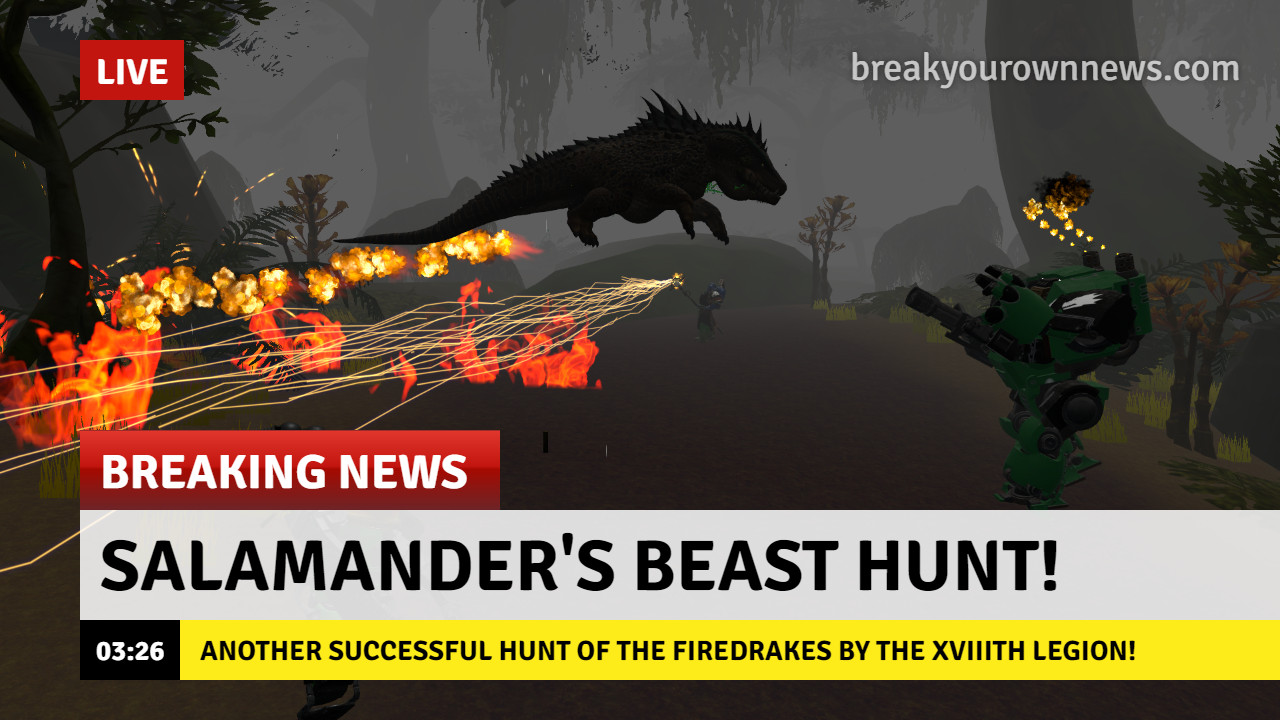 LIVE
breakyourownnews.com
BREAKING NEWS
SALAMANDER'S BEAST HUNT!
03:26
ANOTHER SUCCESSFUL HUNT OF THE FIREDRAKES BY THE XVIIITH LEGION!